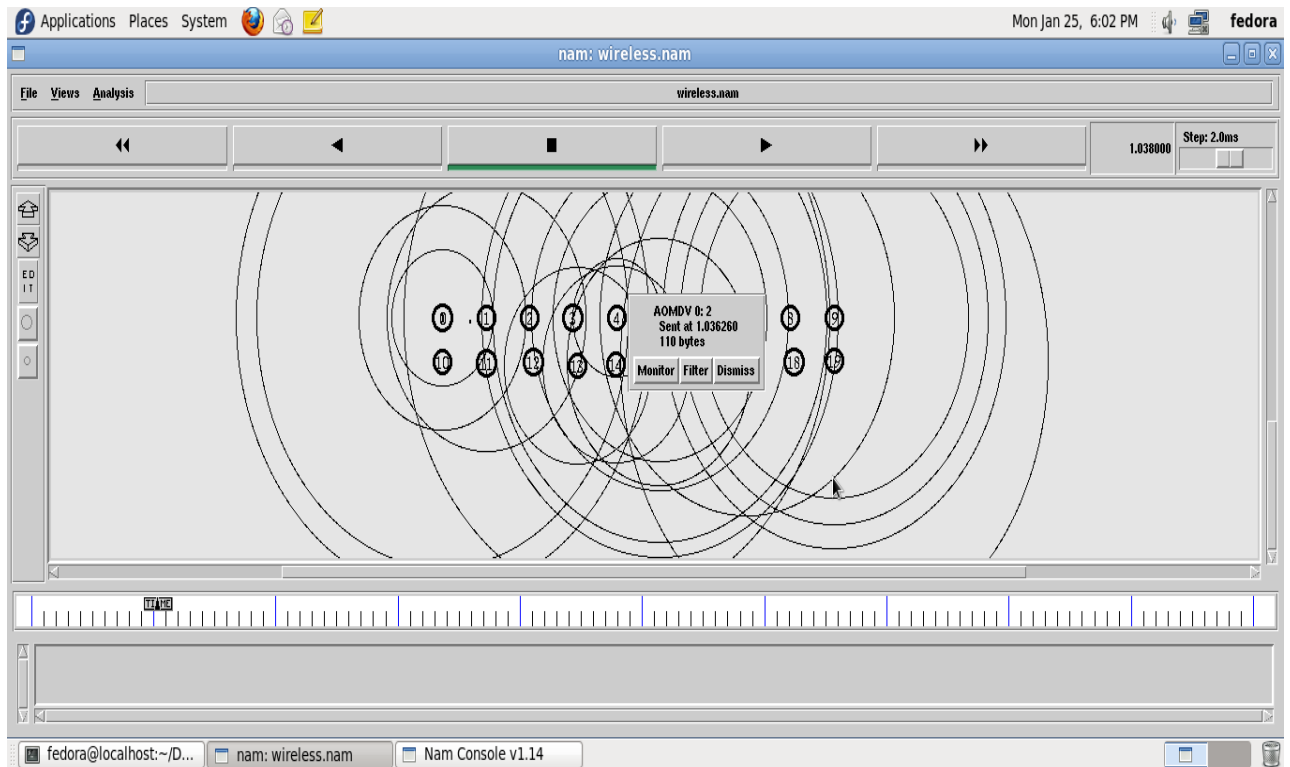 Applications Places System Mon Jan 25, 6:02 PM fedora
nam: wireless.nam
File Views Analysis wireless.nam
1.038000 Step: 2.0ms
ED
IT
0 1 2 3 4 8 9
10 11 12 13 14 18
AOMDV 0: 2
Sent at 1.036260
110 bytes
Monitor Filter Dismiss
TIME
fedora@localhost:~/D... nam: wireless.nam Nam Console v1.14